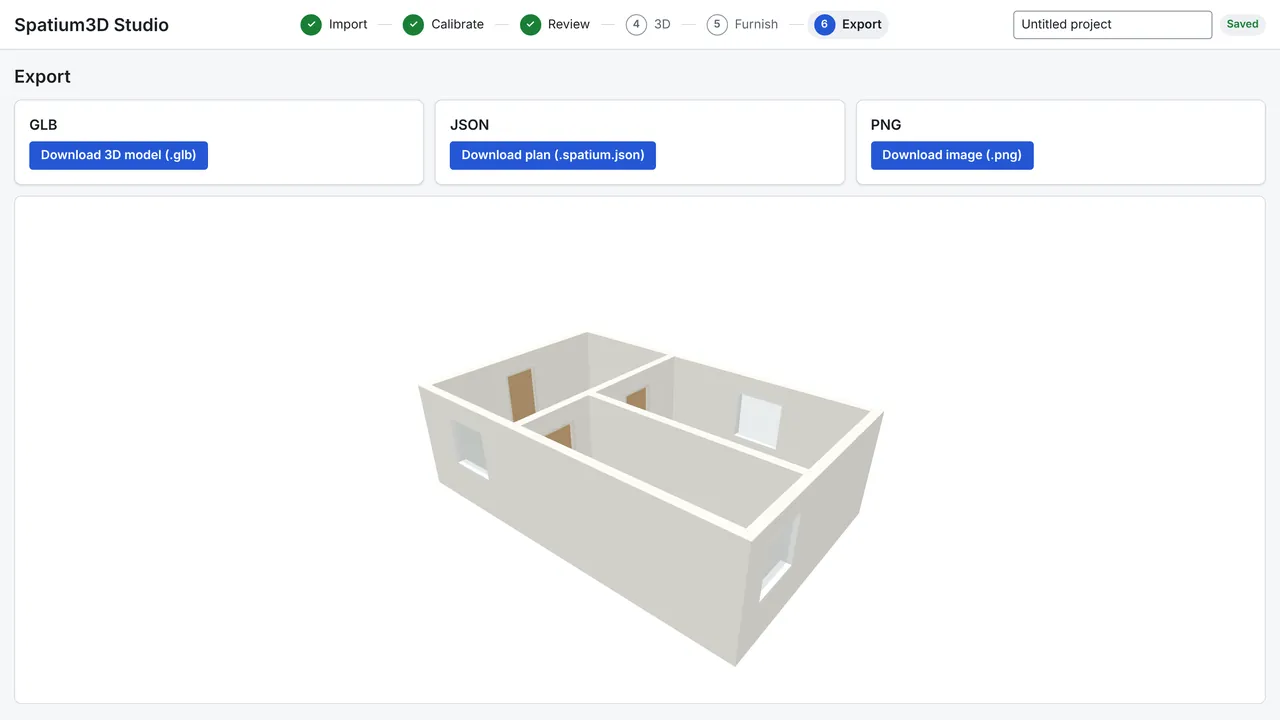 Spatium3D Studio
Import
Calibrate
Review
4 3D
5 Furnish
6 Export
Untitled project
Saved
Export
GLB
Download 3D model (.glb)
JSON
Download plan (.spatium.json)
PNG
Download image (.png)